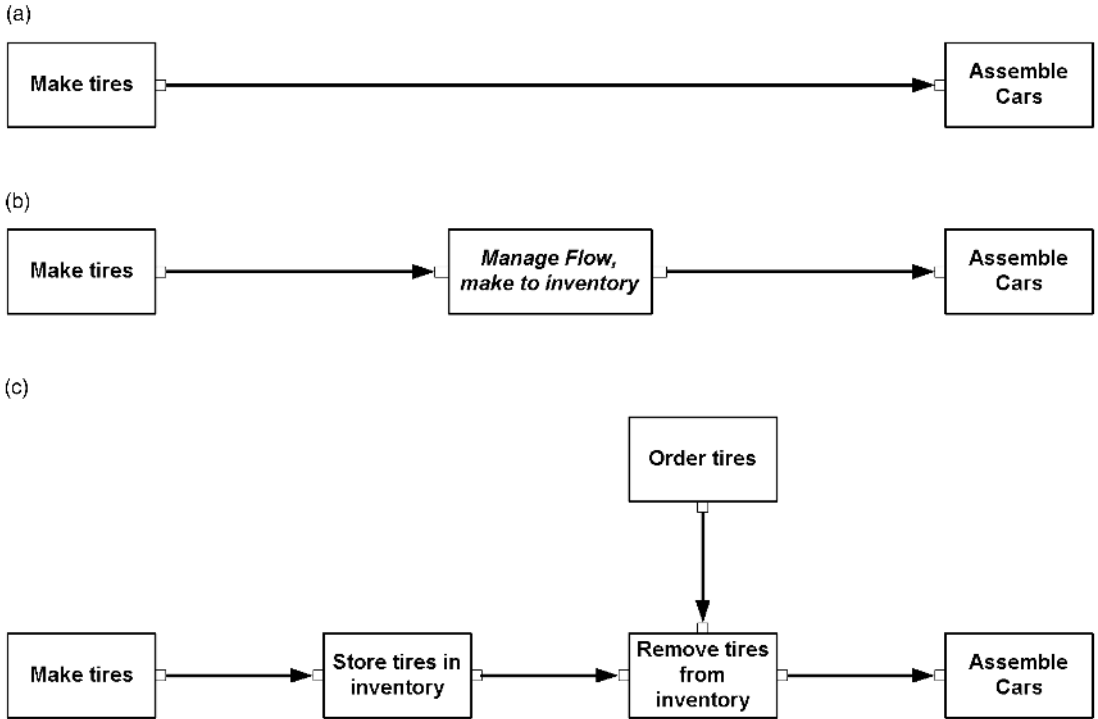 (a)
Make tires
Assemble
Cars
(b)
Make tires
Manage Flow,
make to inventory
Assemble
Cars
(c)
Order tires
Make tires
Store tires in
inventory
Remove tires
from
inventory
Assemble
Cars